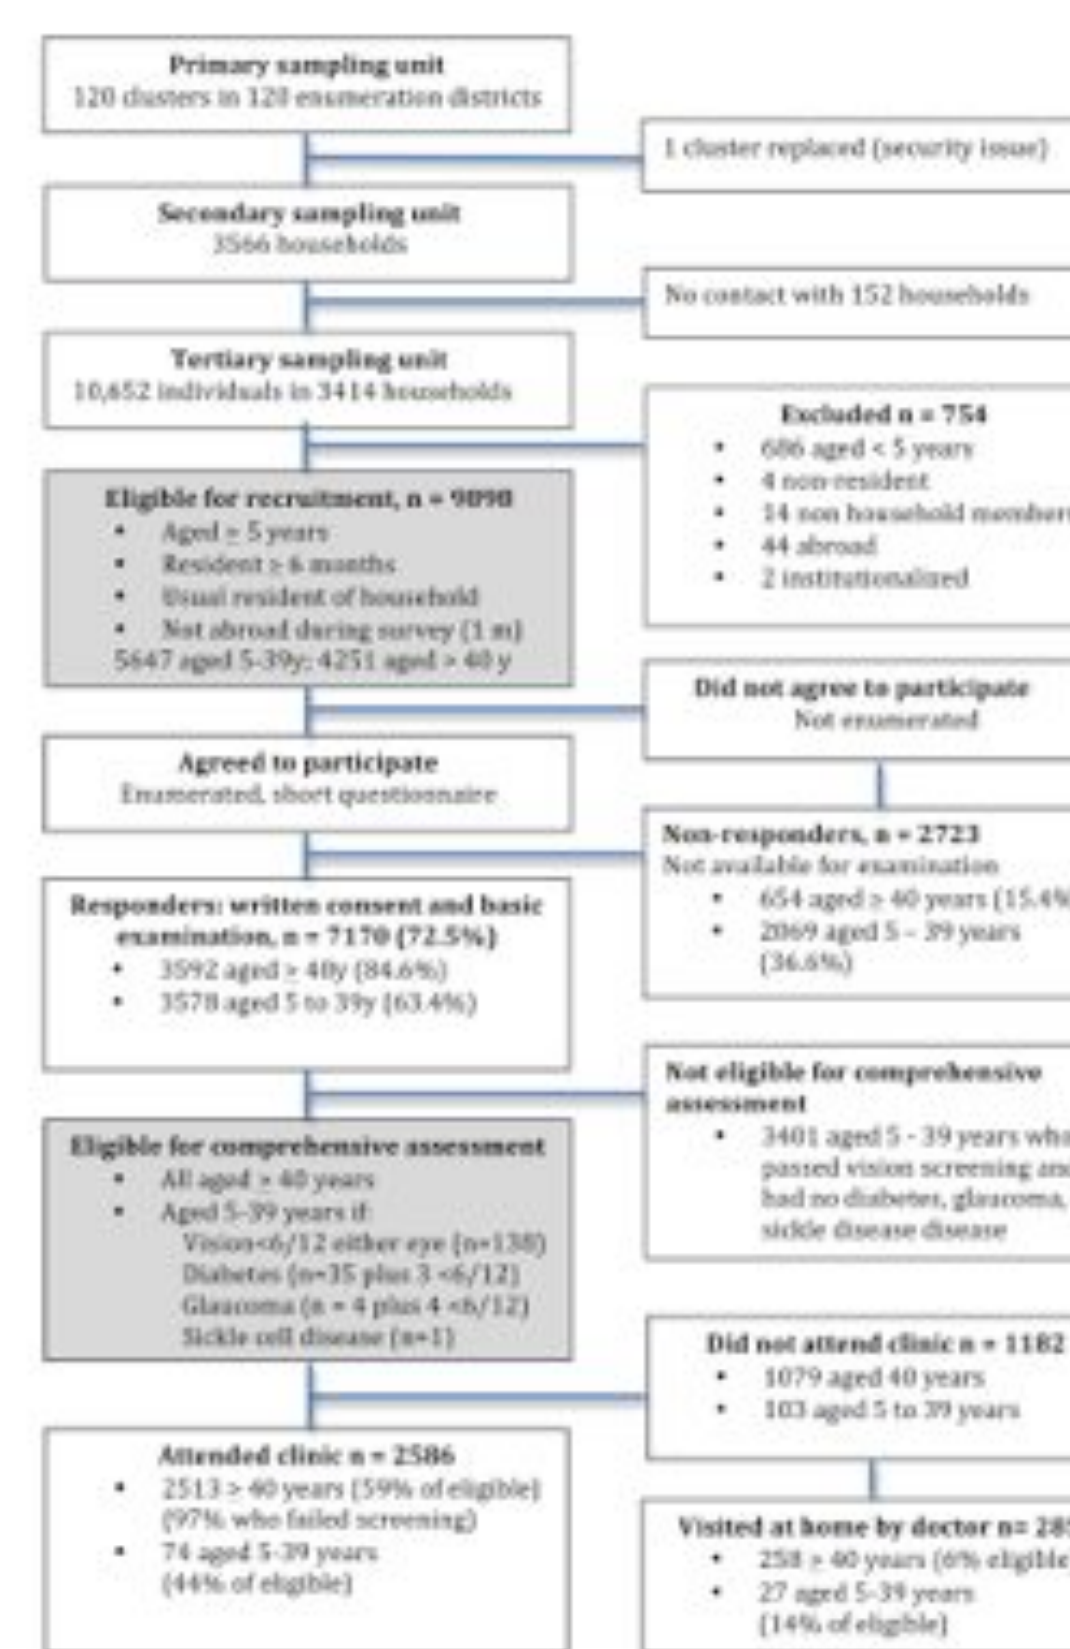 Primary sampling unit
120 clusters in 120 enumeration districts
1 cluster replaced (security issue)
Secondary sampling unit
3566 households
No contact with 152 households
Tertiary sampling unit
10,652 individuals in 3414 households
Excluded n = 754
• 686 aged < 5 years
• 4 non-resident
• 14 non household members
• 44 abroad
• 2 institutionalized
Eligible for recruitment, n = 9898
• Aged ≥ 5 years
• Resident ≥ 6 months
• Usual resident of household
• Not abroad during survey (1 m)
5647 aged 5-39y; 4251 aged > 40 y
Did not agree to participate
Not enumerated
Agreed to participate
Enumerated, short questionnaire
Non-responders, n = 2723
Not available for examination
• 654 aged ≥ 40 years (15.4%
• 2069 aged 5 – 39 years
(36.6%)
Responders: written consent and basic
examination, n = 7170 (72.5%)
• 3592 aged ≥ 40y (84.6%)
• 3578 aged 5 to 39y (63.4%)
Not eligible for comprehensive
assessment
• 3401 aged 5 - 39 years who
passed vision screening and
had no diabetes, glaucoma,
sickle disease disease
Eligible for comprehensive assessment
• All aged > 40 years
• Aged 5-39 years if:
Vision<6/12 either eye (n=138)
Diabetes (n=35 plus 3 <6/12)
Glaucoma (n = 4 plus 4 <6/12)
Sickle cell disease (n=1)
Did not attend clinic n = 1182
• 1079 aged 40 years
• 103 aged 5 to 39 years
Attended clinic n = 2586
• 2513 > 40 years (59% of eligible)
(97% who failed screening)
• 74 aged 5-39 years
(44% of eligible)
Visited at home by doctor n= 285
• 258 ≥ 40 years (6% eligible
• 27 aged 5-39 years
(14% of eligible)